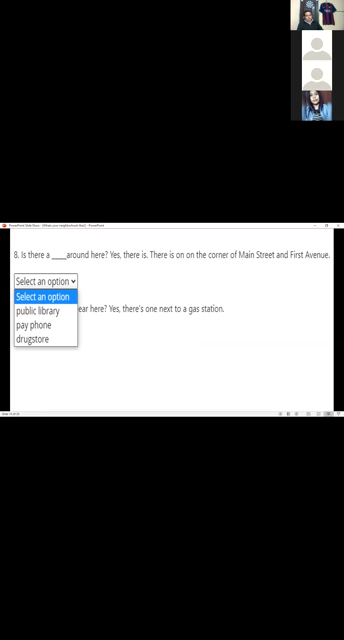 8. Is there a ____around here? Yes, there is. There is on on the corner of Main Street and First Avenue.
Select an option
Select an option
public library
ear here? Yes, there's one next to a gas station.
pay phone
drugstore